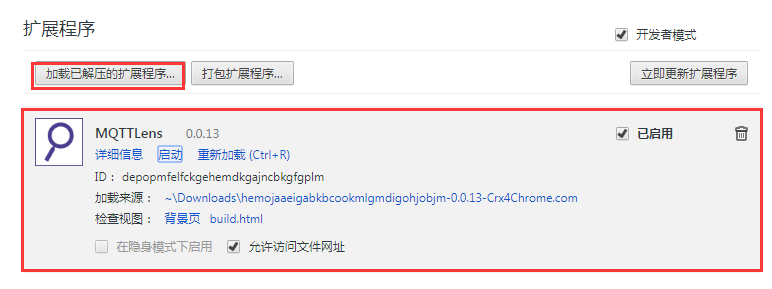 扩展程序
开发者模式
加载已解压的扩展程序... 打包扩展程序... 立即更新扩展程序
MQTTLens 0.0.13 已启用
详细信息 启动 重新加载 (Ctrl+R)
ID： depopmfelfckgehemdkgajncbkgfgplm
加载来源： ~\Downloads\hemojaaeigabkbcookmlgmdigohjobjm-0.0.13-Crx4Chrome.com
检查视图： 背景页 build.html
在隐身模式下启用 允许访问文件网址